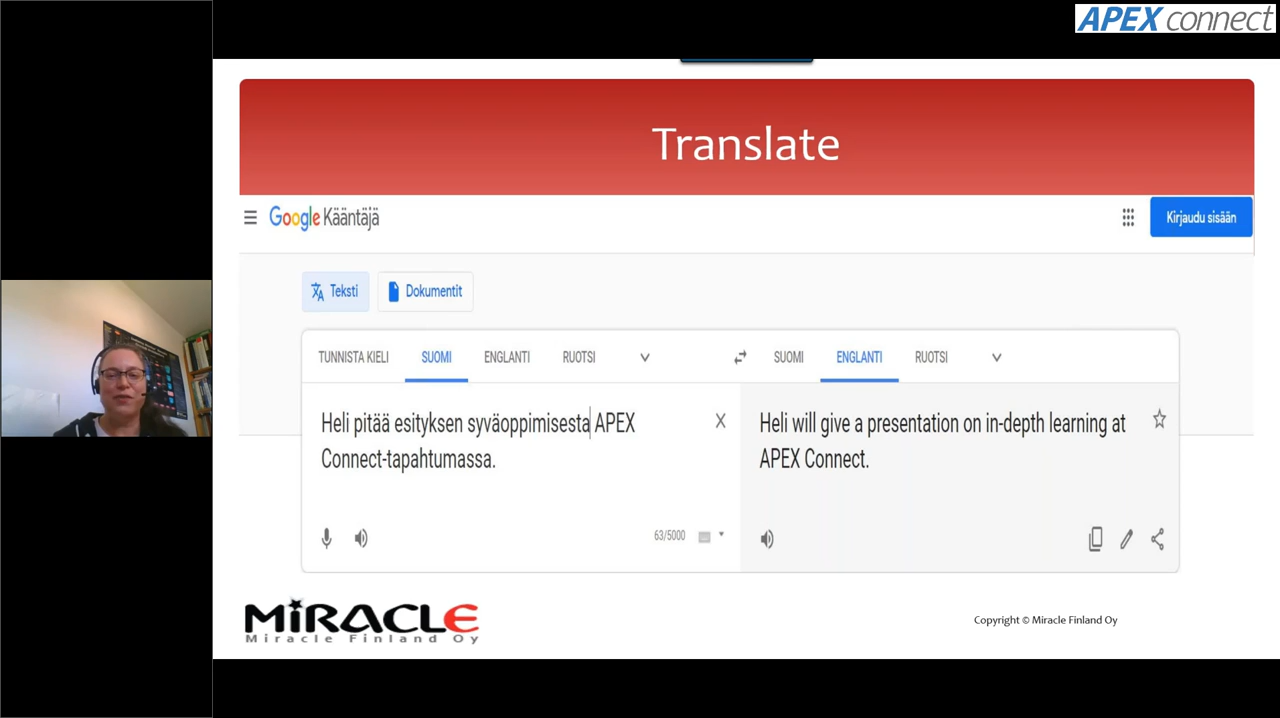 APEX connect
Translate
Google Kääntäjä
Kirjaudu sisään
Teksti
Dokumentit
TUNNISTA KIELI
SUOMI
ENGLANTI
RUOTSI
SUOMI
ENGLANTI
RUOTSI
Heli pitää esityksen syväoppimisesta APEX
Connect-tapahtumassa.
63/5000
Heli will give a presentation on in-depth learning at
APEX Connect.
MIRACLE
Miracle Finland Oy
Copyright © Miracle Finland Oy